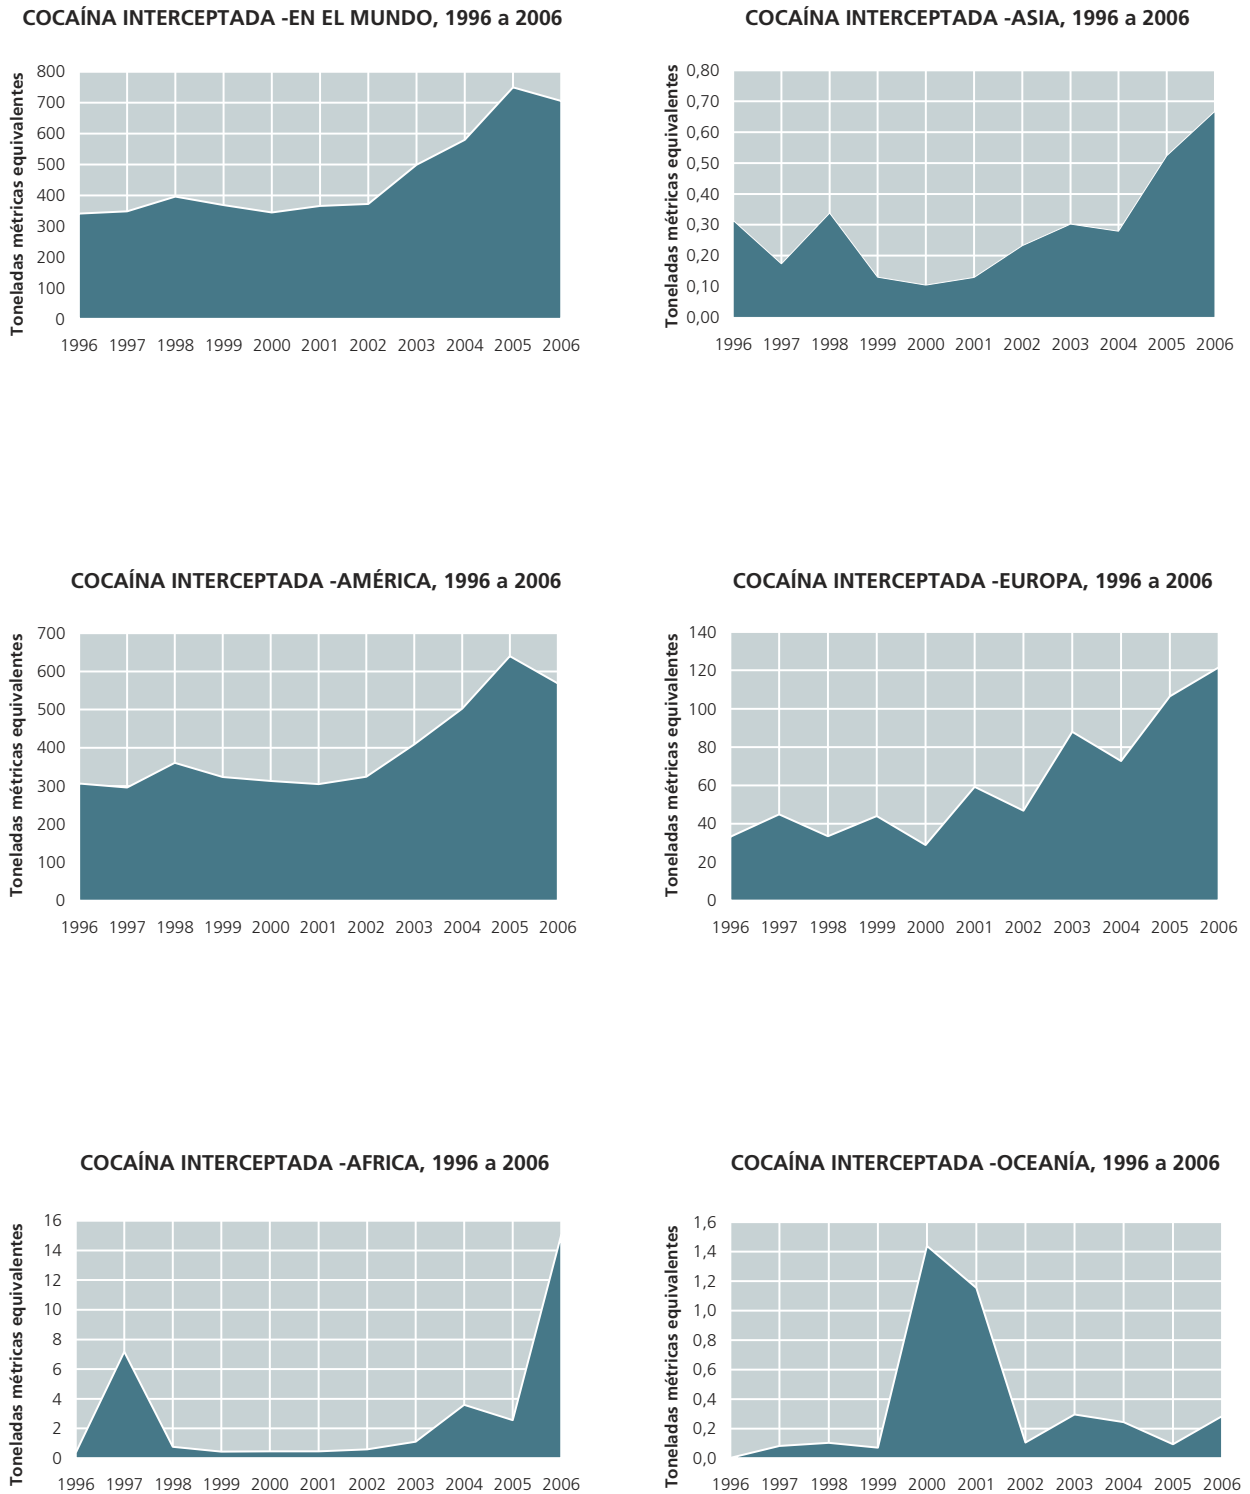 COCAÍNA INTERCEPTADA -EN EL MUNDO, 1996 a 2006
Toneladas métricas equivalentes
800
700
600
500
400
300
200
100
0
1996 1997 1998 1999 2000 2001 2002 2003 2004 2005 2006
COCAÍNA INTERCEPTADA -ASIA, 1996 a 2006
Toneladas métricas equivalentes
0,80
0,70
0,60
0,50
0,40
0,30
0,20
0,10
0,00
1996 1997 1998 1999 2000 2001 2002 2003 2004 2005 2006
COCAÍNA INTERCEPTADA -AMÉRICA, 1996 a 2006
Toneladas métricas equivalentes
700
600
500
400
300
200
100
0
1996 1997 1998 1999 2000 2001 2002 2003 2004 2005 2006
COCAÍNA INTERCEPTADA -EUROPA, 1996 a 2006
Toneladas métricas equivalentes
140
120
100
80
60
40
20
0
1996 1997 1998 1999 2000 2001 2002 2003 2004 2005 2006
COCAÍNA INTERCEPTADA -AFRICA, 1996 a 2006
Toneladas métricas equivalentes
16
14
12
10
8
6
4
2
0
1996 1997 1998 1999 2000 2001 2002 2003 2004 2005 2006
COCAÍNA INTERCEPTADA -OCEANÍA, 1996 a 2006
Toneladas métricas equivalentes
1,6
1,4
1,2
1,0
0,8
0,6
0,4
0,2
0,0
1996 1997 1998 1999 2000 2001 2002 2003 2004 2005 2006